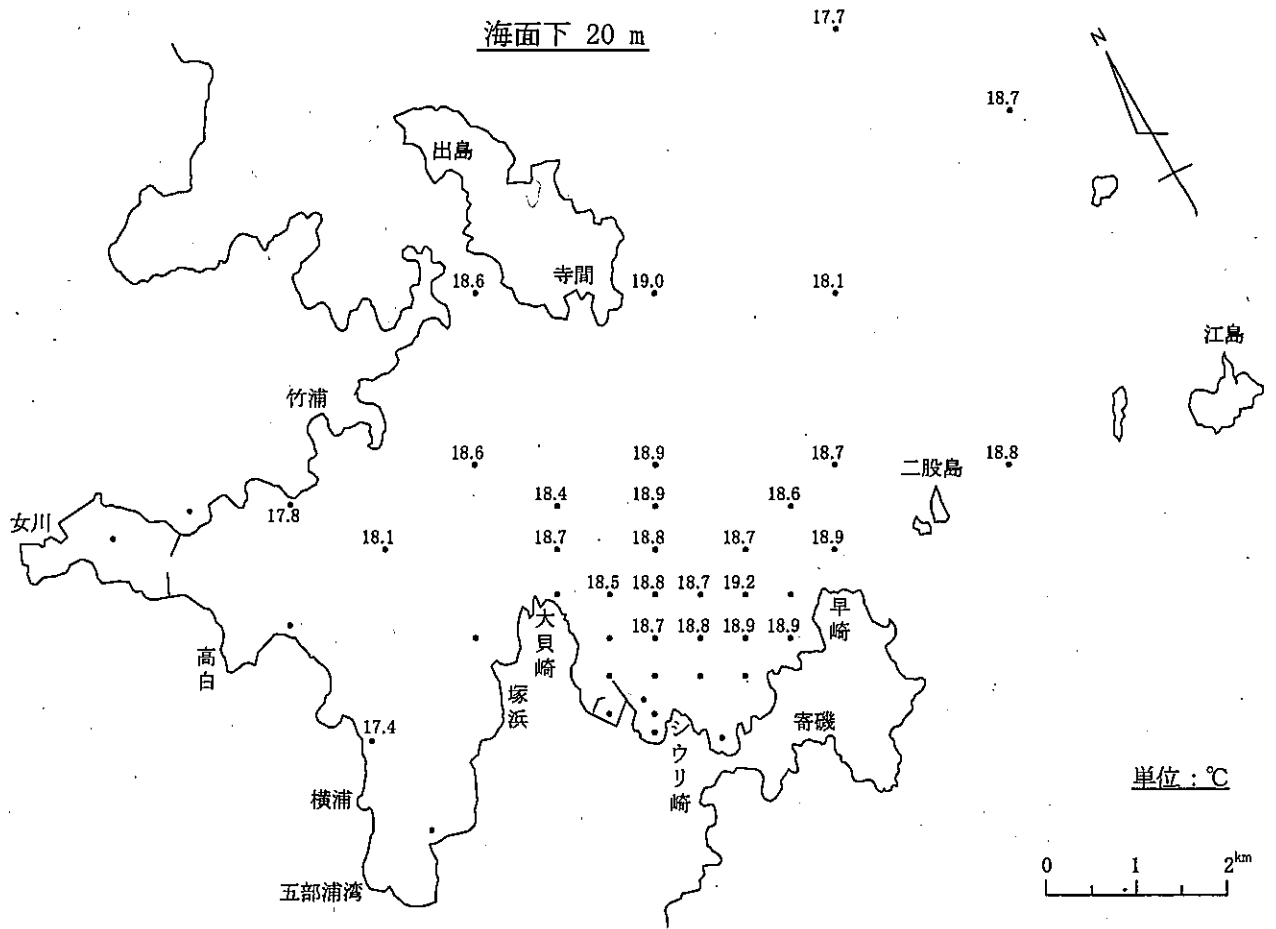 海面下 20 m
17.7
N
18.7
出島
寺間
18.6
19.0
18.1
江島
竹浦
18.6
18.9
18.7
二股島
18.8
女川
17.8
18.4
18.9
18.6
18.1
18.7
18.8
18.7
18.9
18.5
18.8
18.7
19.2
早崎
大貝崎
18.7
18.8
18.9
18.9
高白
塚浜
17.4
シウリ崎
寄磯
横浦
単位：℃
五部浦湾
0
1
2km